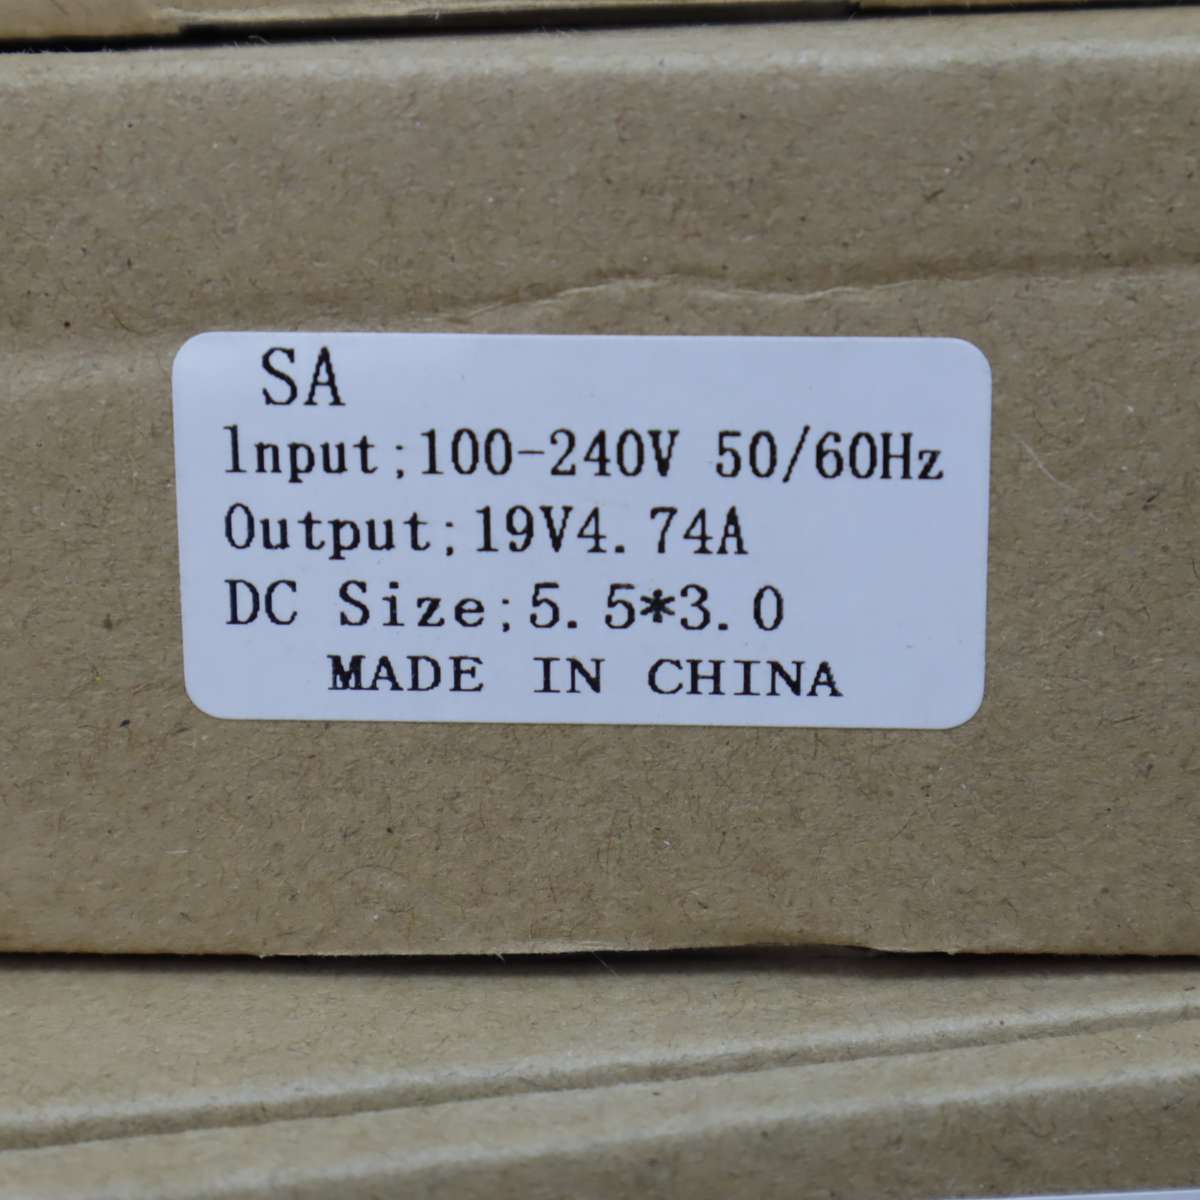 SA
lnput;100-240V 50/60Hz
Output;19V4.74A
DC Size;5.5*3.0
MADE IN CHINA